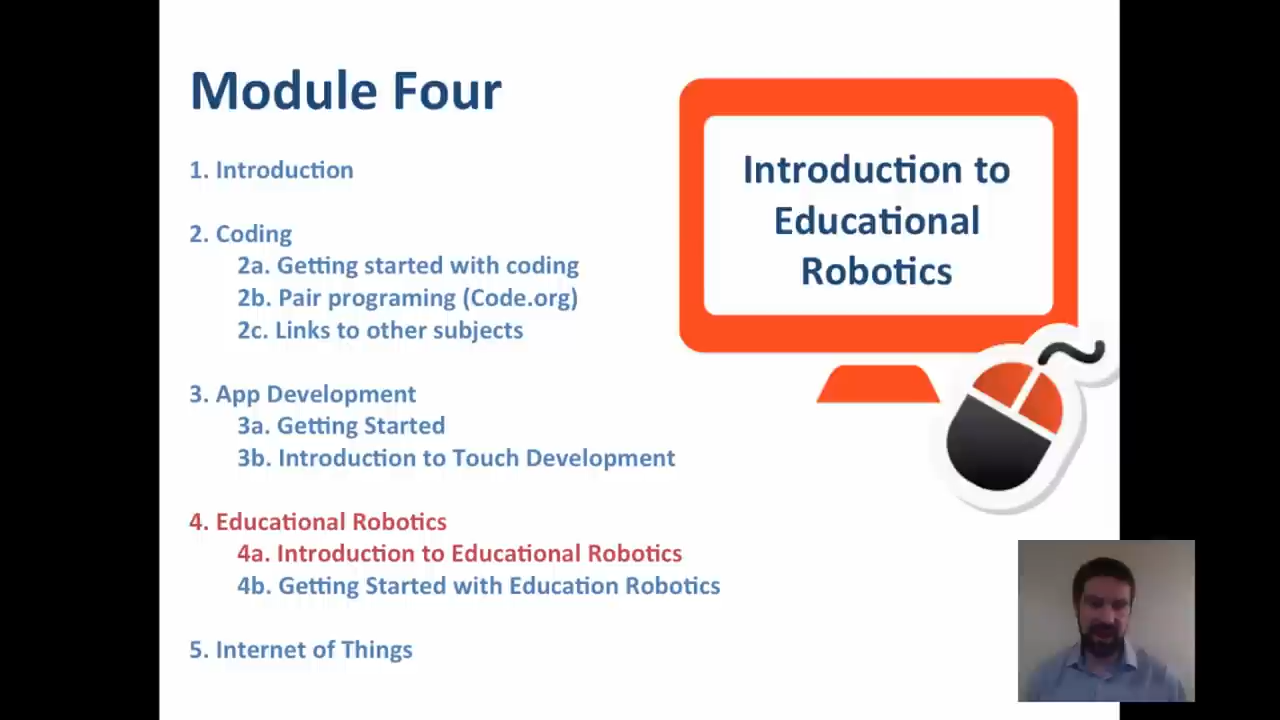 Module Four
1. Introduction
2. Coding
2a. Getting started with coding
2b. Pair programing (Code.org)
2c. Links to other subjects
3. App Development
3a. Getting Started
3b. Introduction to Touch Development
4. Educational Robotics
4a. Introduction to Educational Robotics
4b. Getting Started with Education Robotics
5. Internet of Things
Introduction to
Educational
Robotics